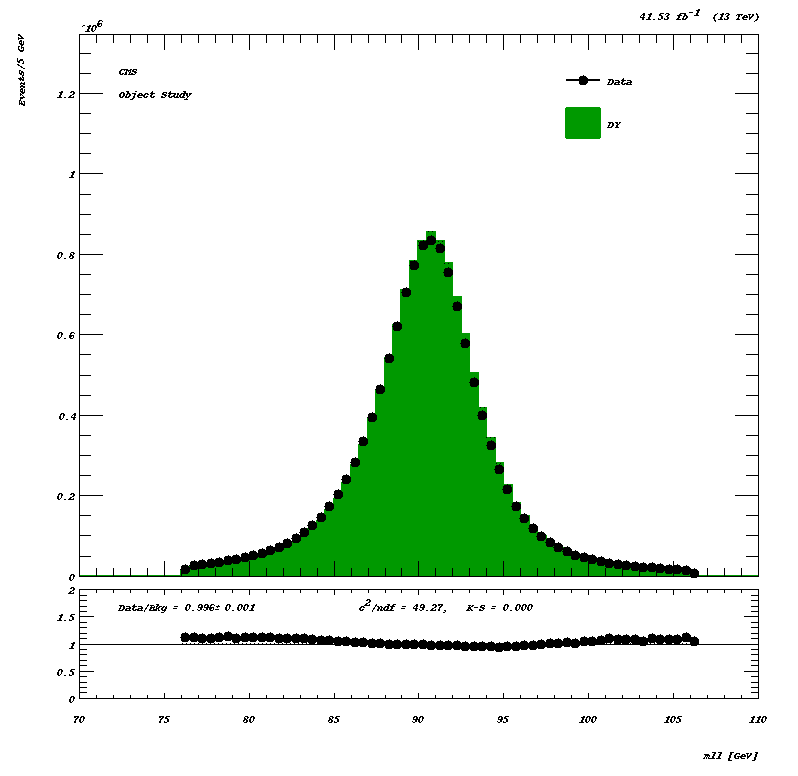 ´10^6
41.53 fb^-1 (13 TeV)
Events/5 GeV
CMS
Object Study
Data
DY
1.2
1
0.8
0.6
0.4
0.2
0
2
1.5
1
0.5
0
Data/Bkg = 0.996± 0.001
c^2/ndf = 49.27, K-S = 0.000
70 75 80 85 90 95 100 105 110
mll [GeV]